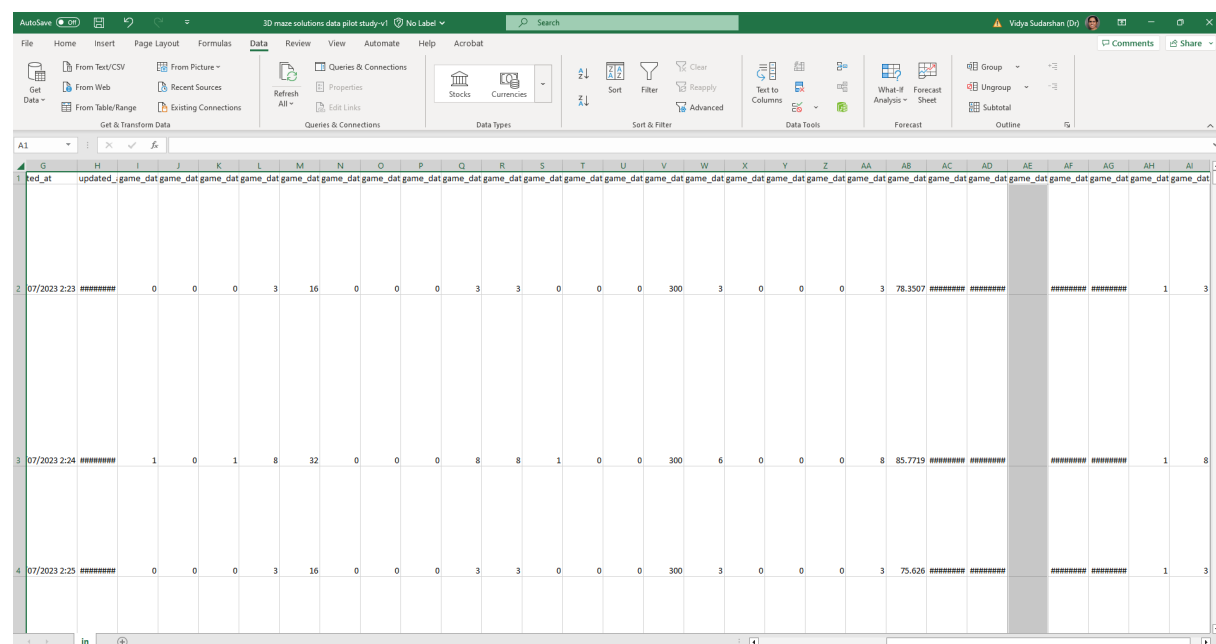 AutoSave Off 3D maze solutions data pilot study-v1 No Label Search Vidya Sudarshan (Dr)
File Home Insert Page Layout Formulas Data Review View Automate Help Acrobat Comments Share
From Text/CSV From Picture Queries & Connections Clear Group
Get Data From Web Recent Sources Refresh All Properties Stocks Currencies Sort Filter Reapply Text to Columns What-If Analysis Forecast Sheet Ungroup
From Table/Range Existing Connections Edit Links Advanced Subtotal
Get & Transform Data Queries & Connections Data Types Sort & Filter Data Tools Forecast Outline
A1 fx
G H I J K L M N O P Q R S T U V W X Y Z AA AB AC AD AE AF AG AH AI
1 ted_at updated_ game_dat game_dat game_dat game_dat game_dat game_dat game_dat game_dat game_dat game_dat game_dat game_dat game_dat game_dat game_dat game_dat game_dat game_dat game_dat game_dat game_dat game_dat game_dat game_dat game_dat game_dat game_dat
2 07/2023 2:23 ######## 0 0 0 3 16 0 0 0 3 3 0 0 0 300 3 0 0 0 3 78.3507 ######## ######## ######## ######## 1 3
3 07/2023 2:24 ######## 1 0 1 8 32 0 0 0 8 8 1 0 0 300 6 0 0 0 8 85.7719 ######## ######## ######## ######## 1 8
4 07/2023 2:25 ######## 0 0 0 3 16 0 0 0 3 3 0 0 0 300 3 0 0 0 3 75.626 ######## ######## ######## ######## 1 3
in